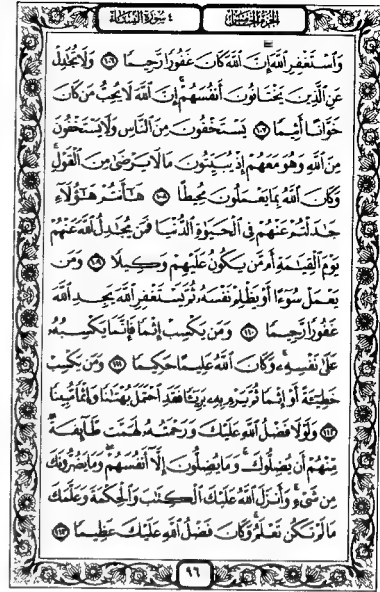 الجزء الخامس ٤ سورة النساء
وَٱسۡتَغۡفِرِ ٱللَّهَۖ إِنَّ ٱللَّهَ كَانَ غَفُورٗا رَّحِيمٗا ١٠٦ وَلَا تُجَٰدِلۡ
عَنِ ٱلَّذِينَ يَخۡتَانُونَ أَنفُسَهُمۡۚ إِنَّ ٱللَّهَ لَا يُحِبُّ مَن كَانَ
خَوَّانًا أَثِيمٗا ١٠٧ يَسۡتَخۡفُونَ مِنَ ٱلنَّاسِ وَلَا يَسۡتَخۡفُونَ
مِنَ ٱللَّهِ وَهُوَ مَعَهُمۡ إِذۡ يُبَيِّتُونَ مَا لَا يَرۡضَىٰ مِنَ ٱلۡقَوۡلِۚ
وَكَانَ ٱللَّهُ بِمَا يَعۡمَلُونَ مُحِيطًا ١٠٨ هَٰٓأَنتُمۡ هَٰٓؤُلَآءِ
جَٰدَلۡتُمۡ عَنۡهُمۡ فِي ٱلۡحَيَوٰةِ ٱلدُّنۡيَا فَمَن يُجَٰدِلُ ٱللَّهَ عَنۡهُمۡ
يَوۡمَ ٱلۡقِيَٰمَةِ أَم مَّن يَكُونُ عَلَيۡهِمۡ وَكِيلٗا ١٠٩ وَمَن
يَعۡمَلۡ سُوٓءًا أَوۡ يَظۡلِمۡ نَفۡسَهُۥ ثُمَّ يَسۡتَغۡفِرِ ٱللَّهَ يَجِدِ ٱللَّهَ
غَفُورٗا رَّحِيمٗا ١١٠ وَمَن يَكۡسِبۡ إِثۡمٗا فَإِنَّمَا يَكۡسِبُهُۥ
عَلَىٰ نَفۡسِهِۦۚ وَكَانَ ٱللَّهُ عَلِيمًا حَكِيمٗا ١١١ وَمَن يَكۡسِبۡ
خَطِيٓـَٔةً أَوۡ إِثۡمٗا ثُمَّ يَرۡمِ بِهِۦ بَرِيٓـٔٗا فَقَدِ ٱحۡتَمَلَ بُهۡتَٰنٗا وَإِثۡمٗا مُّبِينٗا
١١٢ وَلَوۡلَا فَضۡلُ ٱللَّهِ عَلَيۡكَ وَرَحۡمَتُهُۥ لَهَمَّت طَّآئِفَةٞ
مِّنۡهُمۡ أَن يُضِلُّوكَ وَمَا يُضِلُّونَ إِلَّآ أَنفُسَهُمۡۖ وَمَا يَضُرُّونَكَ
مِن شَيۡءٖۚ وَأَنزَلَ ٱللَّهُ عَلَيۡكَ ٱلۡكِتَٰبَ وَٱلۡحِكۡمَةَ وَعَلَّمَكَ
مَا لَمۡ تَكُن تَعۡلَمُۚ وَكَانَ فَضۡلُ ٱللَّهِ عَلَيۡكَ عَظِيمٗا ١١٣
٩٦